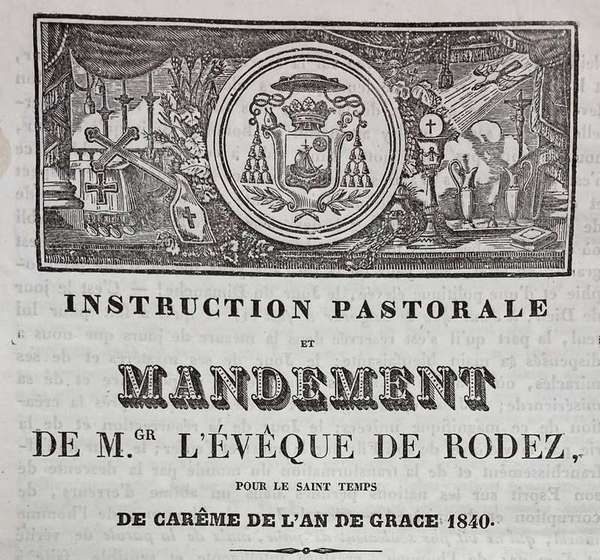 INSTRUCTION PASTORALE
ET
MANDEMENT
DE M.GR L'ÉVÊQUE DE RODEZ,
POUR LE SAINT TEMPS
DE CARÊME DE L'AN DE GRACE 1840.